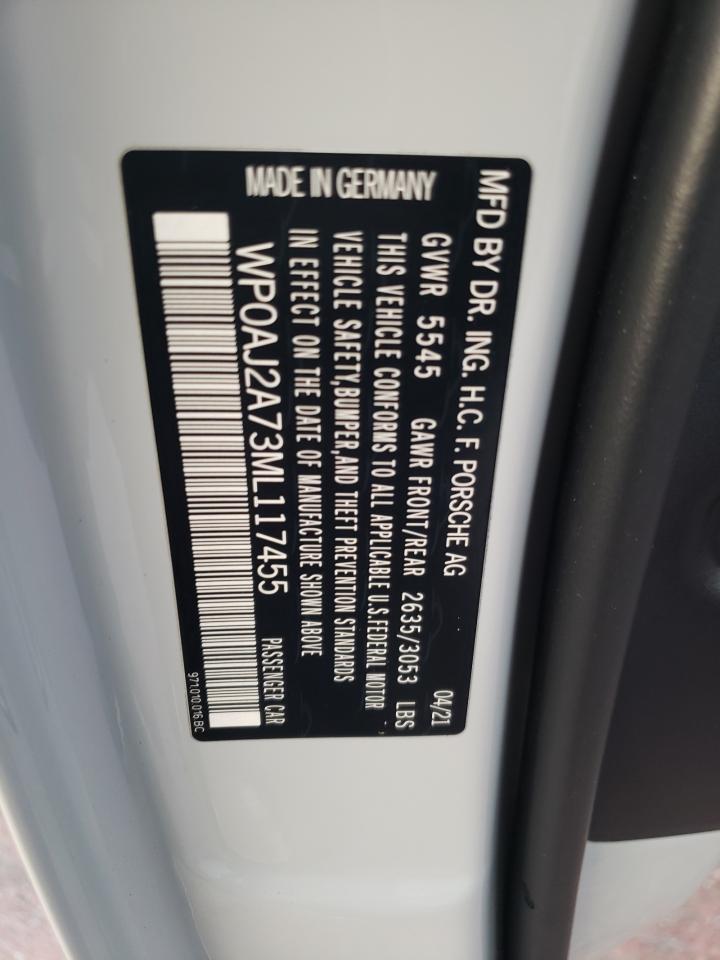 MFD BY DR. ING. H.C. F. PORSCHE AG 04/21
GVWR 5545 GAWR FRONT/REAR 2635/3053 LBS
THIS VEHICLE CONFORMS TO ALL APPLICABLE U.S.FEDERAL MOTOR
VEHICLE SAFETY,BUMPER,AND THEFT PREVENTION STANDARDS
IN EFFECT ON THE DATE OF MANUFACTURE SHOWN ABOVE
WP0AJ2A73ML117455 PASSENGER CAR
971.010.016 BC
MADE IN GERMANY